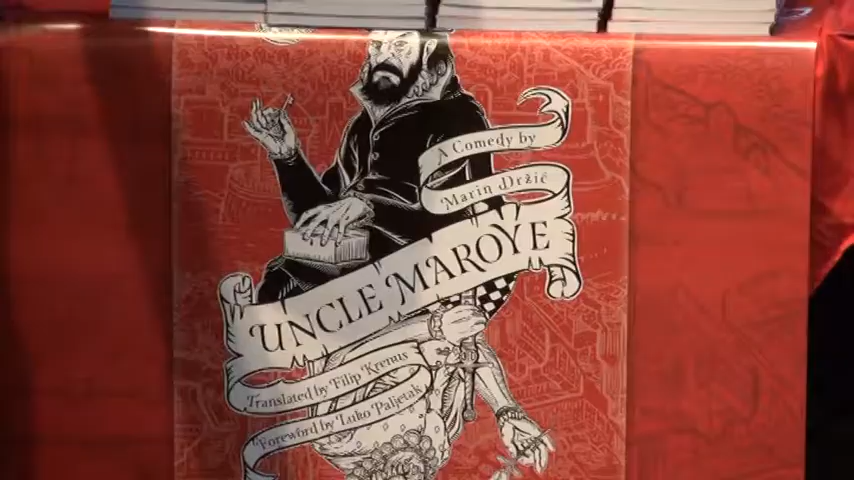 A Comedy by
Marin Držić
UNCLE MAROYE
Translated by Filip Krenus
Foreword by Luko Paljetak